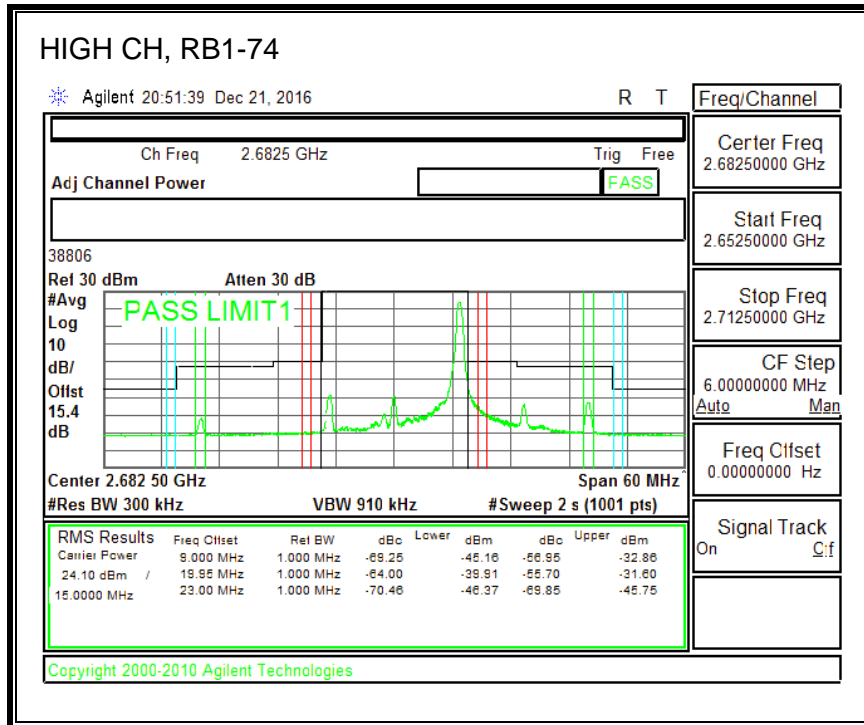 HIGH CH, RB1-74
Agilent 20:51:39 Dec 21, 2016 R T
Freq/Channel
Ch Freq 2.6825 GHz Trig Free
Adj Channel Power FASS
Center Freq
2.68250000 GHz
Start Freq
2.65250000 GHz
Stop Freq
2.71250000 GHz
CF Step
6.00000000 MHz
Auto Man
Freq Offset
0.00000000 Hz
Signal Track
On
38806
Ref 30 dBm Atten 30 dB
#Avg
Log
10
dB/
Offst
15.4
dB
PASS LIMIT1
Center 2.682 50 GHz Span 60 MHz
#Res BW 300 kHz VBW 910 kHz #Sweep 2 s (1001 pts)
RMS Results Freq Offset Ref BW dBc Lower dBm dBc Upper dBm
Carrier Power 9.000 MHz 1.000 MHz -69.25 -45.16 -56.95 -32.86
24.10 dBm / 19.95 MHz 1.000 MHz -64.00 -39.91 -55.70 -31.60
15.0000 MHz 23.00 MHz 1.000 MHz -70.46 -46.37 -69.85 -45.75
Copyright 2000-2010 Agilent Technologies